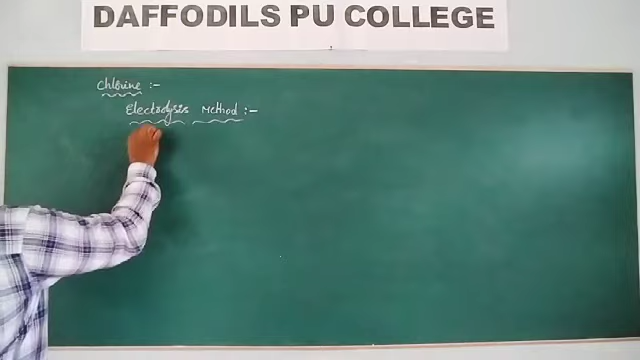 DAFFODILS PU COLLEGE
Chlorine :-
Electrolysis Method :-